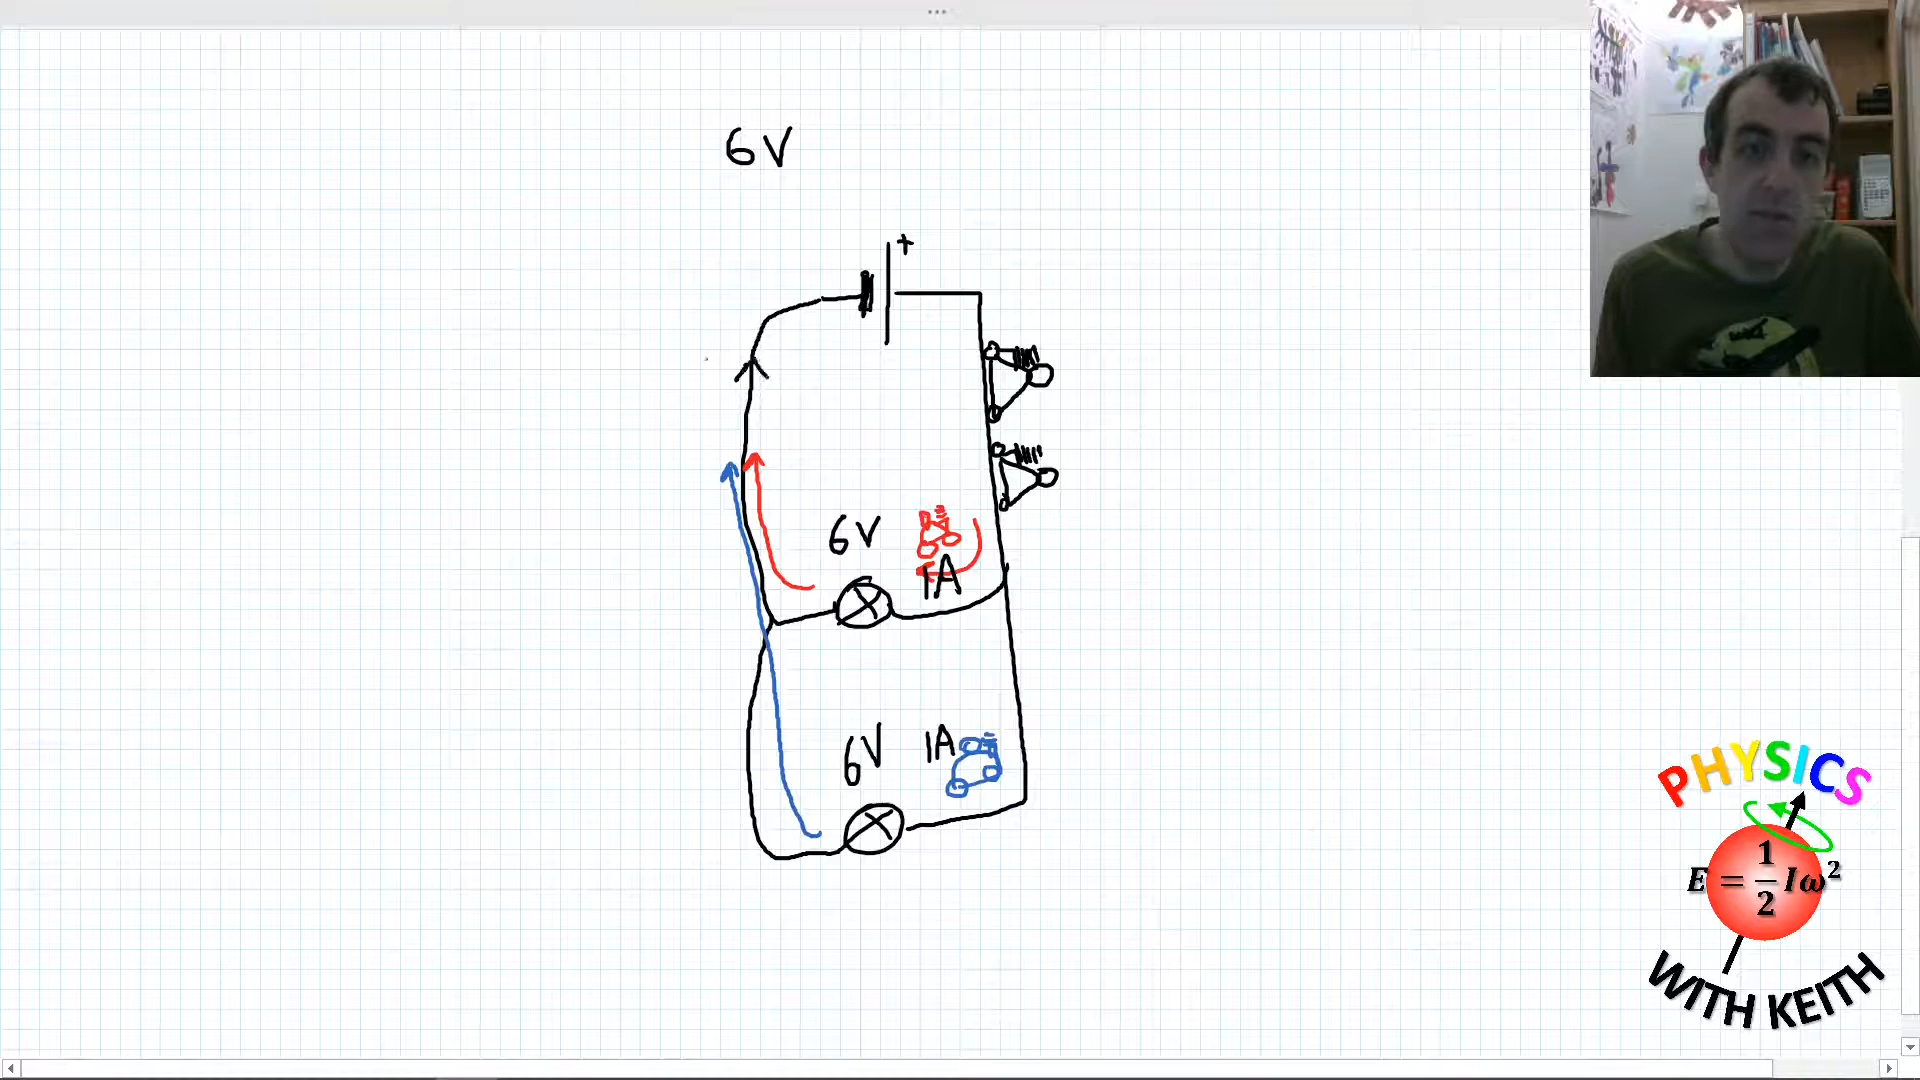 6V
+
6V
1A
6V 1A
PHYSICS
E = 1/2 Iω²
WITH KEITH